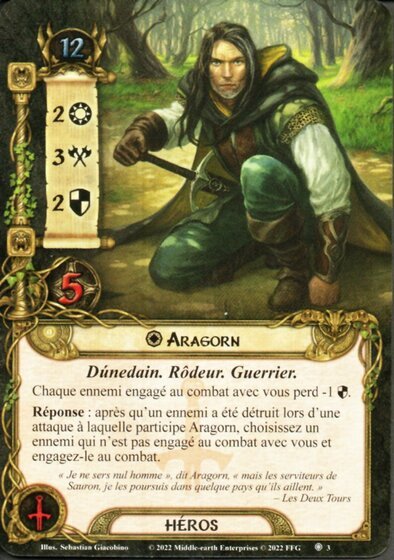 12
2
3
2
5
Aragorn
Dúnedain. Rôdeur. Guerrier.
Chaque ennemi engagé au combat avec vous perd -1 .
Réponse : après qu'un ennemi a été détruit lors d'une
attaque à laquelle participe Aragorn, choisissez un
ennemi qui n'est pas engagé au combat avec vous et
engagez-le au combat.
« Je ne sers nul homme », dit Aragorn, « mais les serviteurs de
Sauron, je les poursuis dans quelque pays qu'ils aillent. »
- Les Deux Tours
HÉROS
Illus. Sebastian Giacobino © 2022 Middle-earth Enterprises © 2022 FFG 3